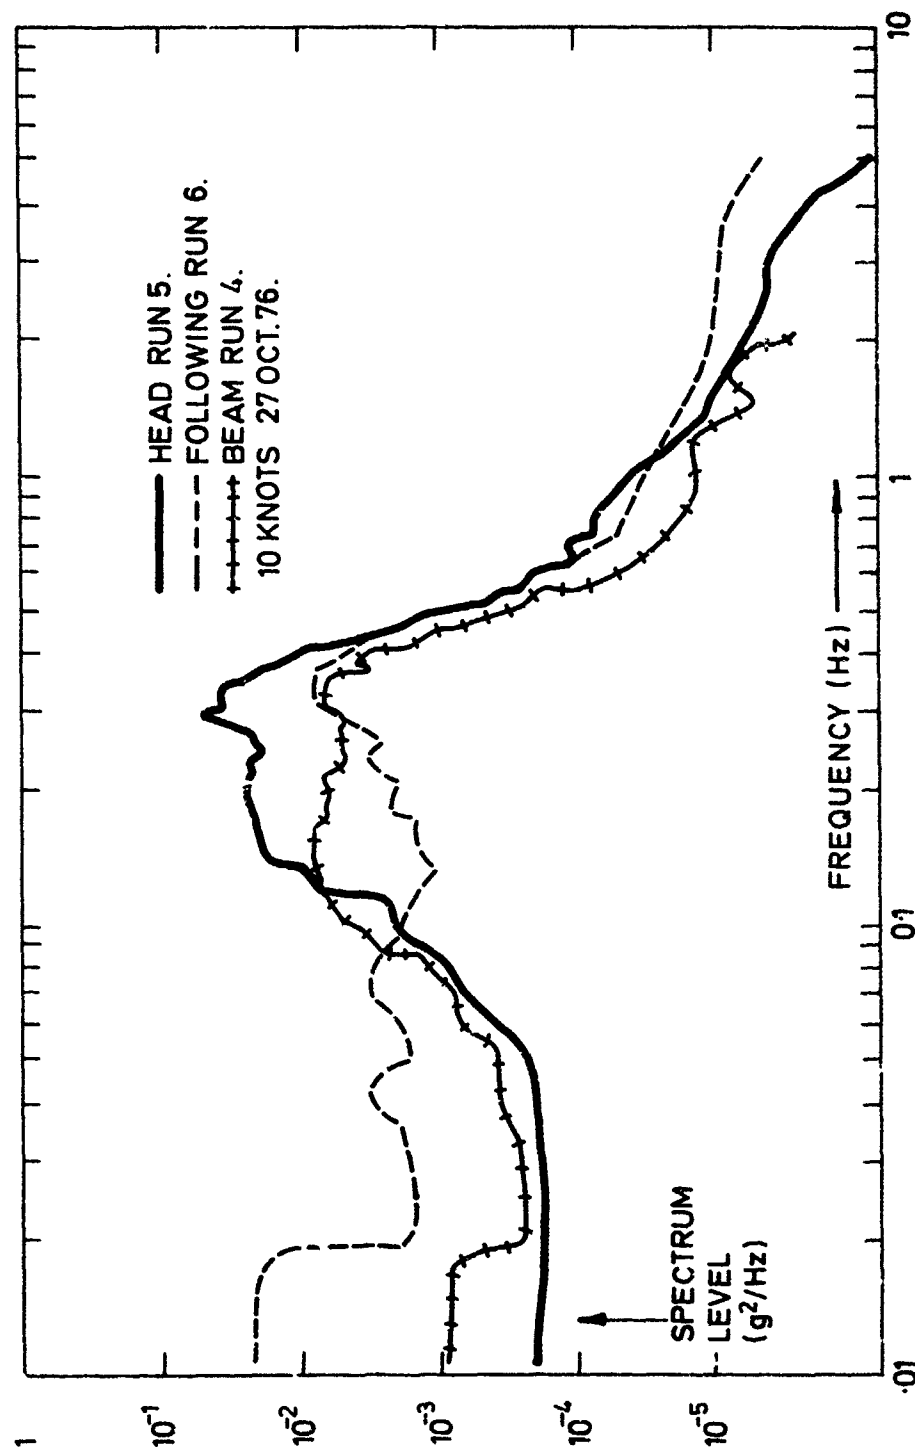 HEAD RUN 5.
FOLLOWING RUN 6.
BEAM RUN 4.
10 KNOTS 27 OCT. 76.
1
10⁻¹
10⁻²
10⁻³
10⁻⁴
10⁻⁵
SPECTRUM
LEVEL
(g²/Hz)
FREQUENCY (Hz)
·01
0·1
1
10